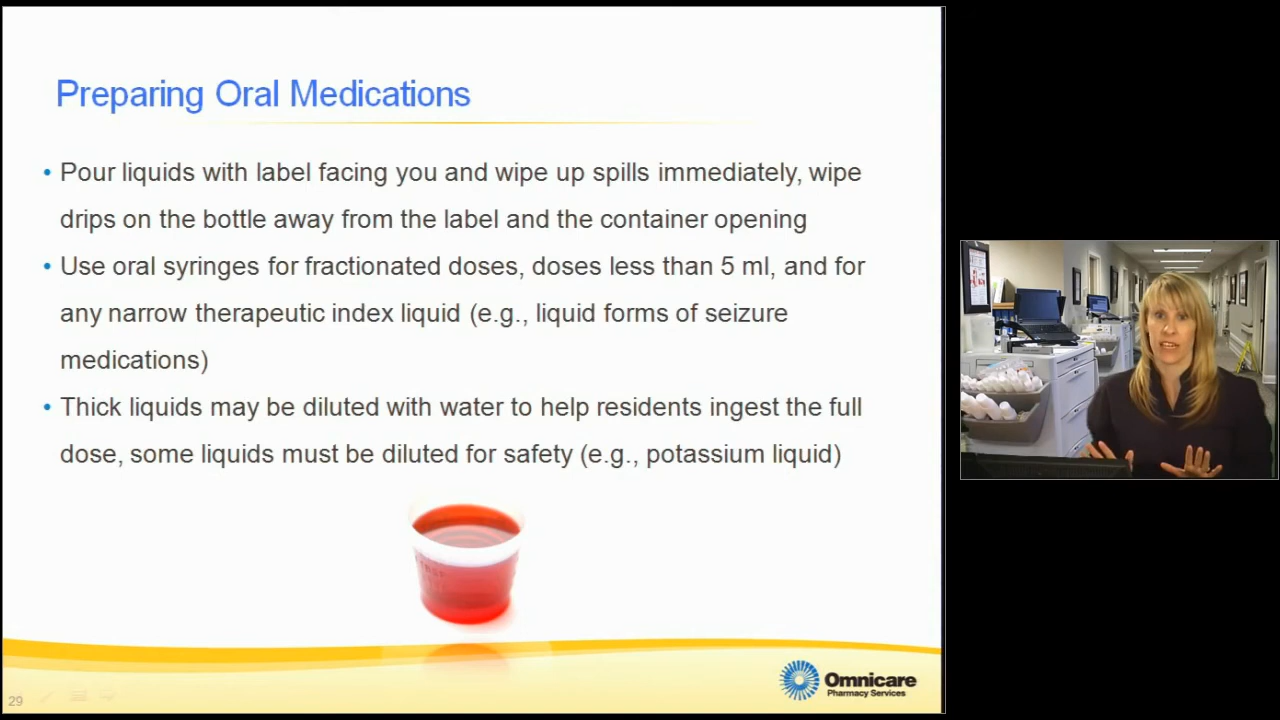 Preparing Oral Medications
• Pour liquids with label facing you and wipe up spills immediately, wipe
drips on the bottle away from the label and the container opening
• Use oral syringes for fractionated doses, doses less than 5 ml, and for
any narrow therapeutic index liquid (e.g., liquid forms of seizure
medications)
• Thick liquids may be diluted with water to help residents ingest the full
dose, some liquids must be diluted for safety (e.g., potassium liquid)
Omnicare
Pharmacy Services
29